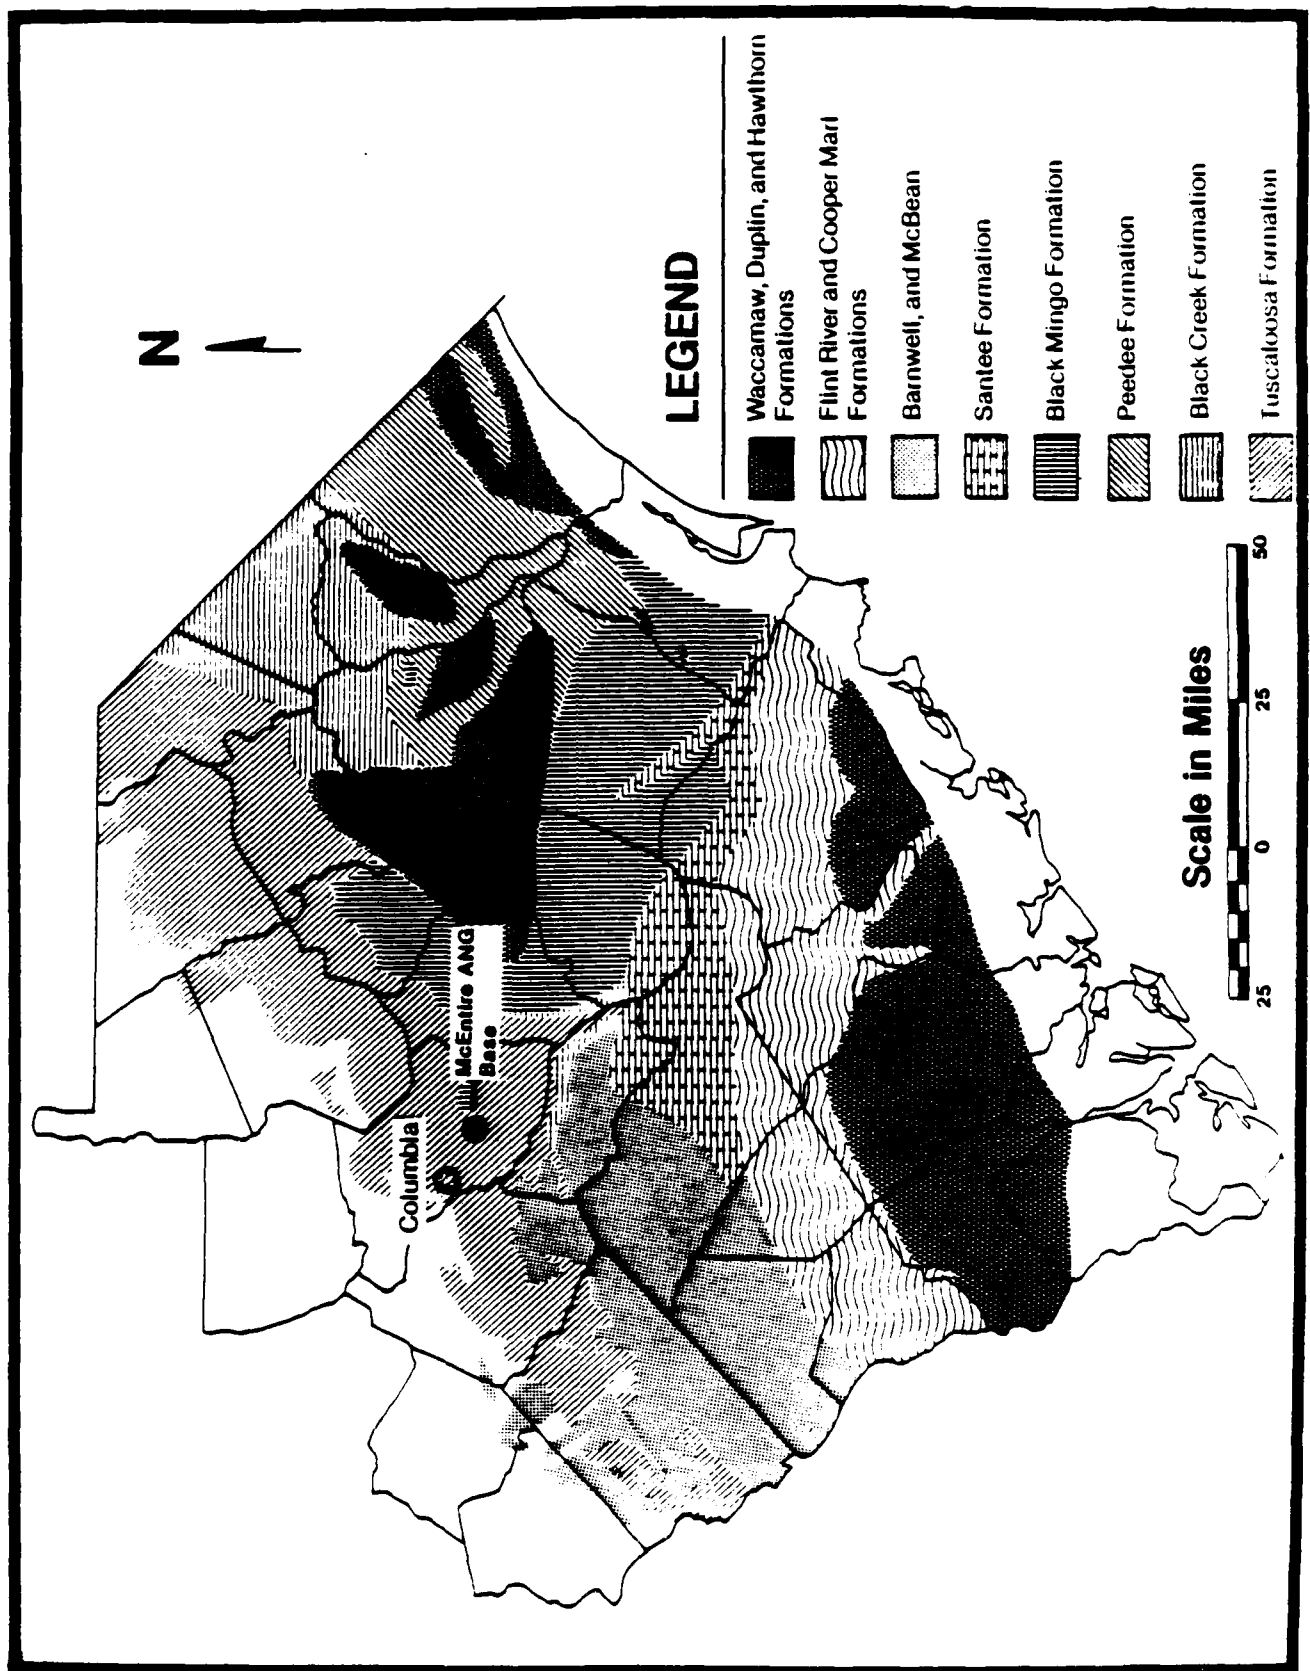 N
Columbia
McEntire ANG
Base
LEGEND
Waccamaw, Duplin, and Hawthorn
Formations
Flint River and Cooper Marl
Formations
Barnwell, and McBean
Santee Formation
Black Mingo Formation
Peedee Formation
Black Creek Formation
Tuscaloosa Formation
Scale in Miles
25 0 25 50